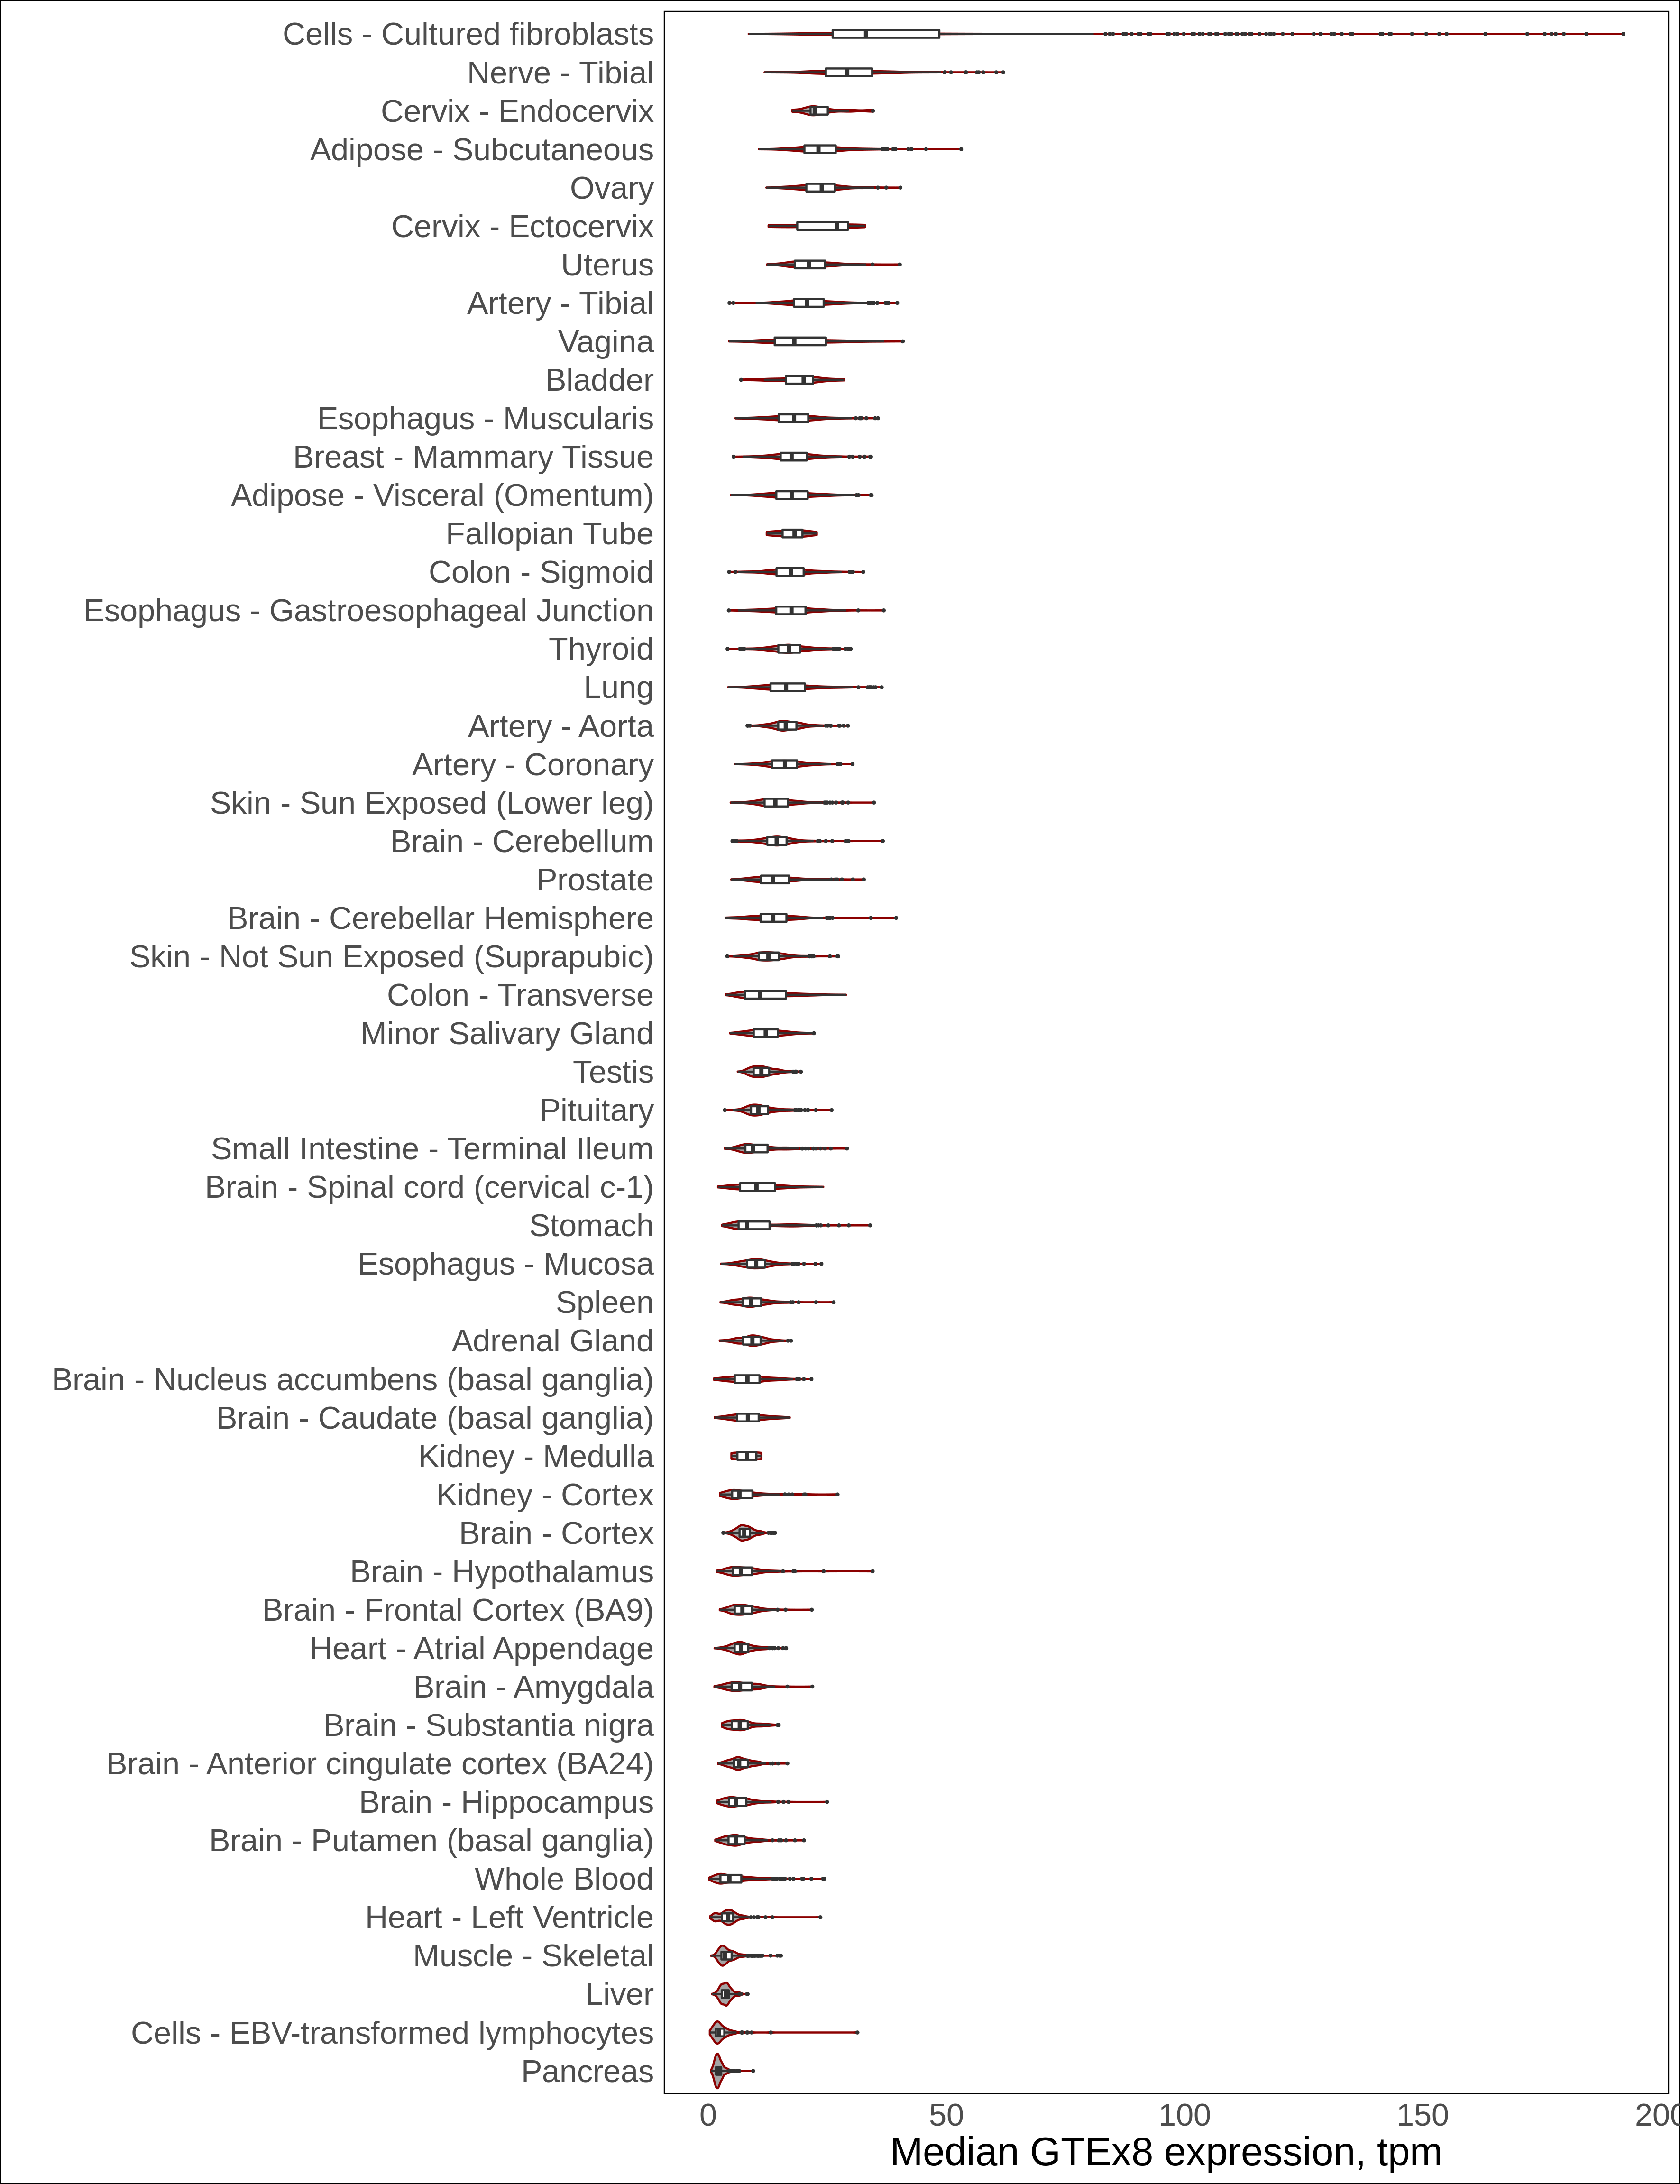 Cells - Cultured fibroblasts
Nerve - Tibial
Cervix - Endocervix
Adipose - Subcutaneous
Ovary
Cervix - Ectocervix
Uterus
Artery - Tibial
Vagina
Bladder
Esophagus - Muscularis
Breast - Mammary Tissue
Adipose - Visceral (Omentum)
Fallopian Tube
Colon - Sigmoid
Esophagus - Gastroesophageal Junction
Thyroid
Lung
Artery - Aorta
Artery - Coronary
Skin - Sun Exposed (Lower leg)
Brain - Cerebellum
Prostate
Brain - Cerebellar Hemisphere
Skin - Not Sun Exposed (Suprapubic)
Colon - Transverse
Minor Salivary Gland
Testis
Pituitary
Small Intestine - Terminal Ileum
Brain - Spinal cord (cervical c-1)
Stomach
Esophagus - Mucosa
Spleen
Adrenal Gland
Brain - Nucleus accumbens (basal ganglia)
Brain - Caudate (basal ganglia)
Kidney - Medulla
Kidney - Cortex
Brain - Cortex
Brain - Hypothalamus
Brain - Frontal Cortex (BA9)
Heart - Atrial Appendage
Brain - Amygdala
Brain - Substantia nigra
Brain - Anterior cingulate cortex (BA24)
Brain - Hippocampus
Brain - Putamen (basal ganglia)
Whole Blood
Heart - Left Ventricle
Muscle - Skeletal
Liver
Cells - EBV-transformed lymphocytes
Pancreas
0 50 100 150 200
Median GTEx8 expression, tpm